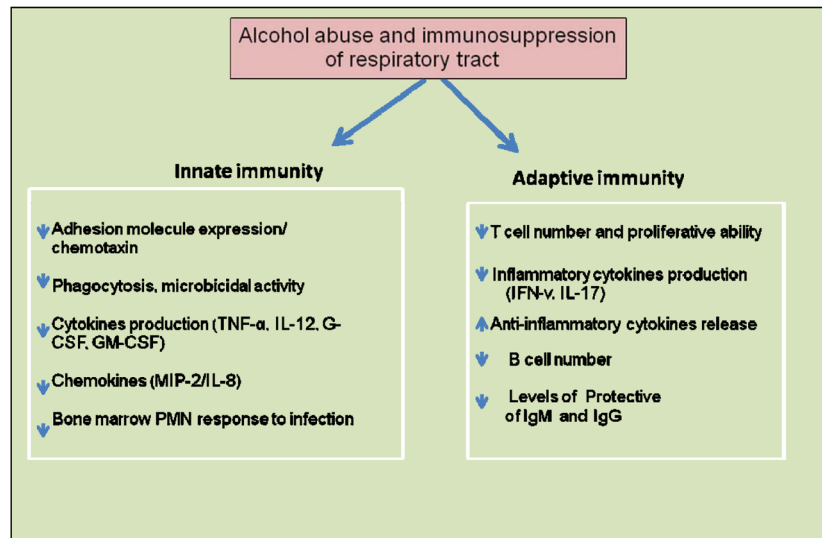 Alcohol abuse and immunosuppression
of respiratory tract
Innate immunity
Adhesion molecule expression/
chemotaxin
Phagocytosis, microbicidal activity
Cytokines production (TNF-α, IL-12, G-
CSF, GM-CSF)
Chemokines (MIP-2/IL-8)
Bone marrow PMN response to infection
Adaptive immunity
T cell number and proliferative ability
Inflammatory cytokines production
(IFN-v, IL-17)
Anti-inflammatory cytokines release
B cell number
Levels of Protective
of IgM and IgG